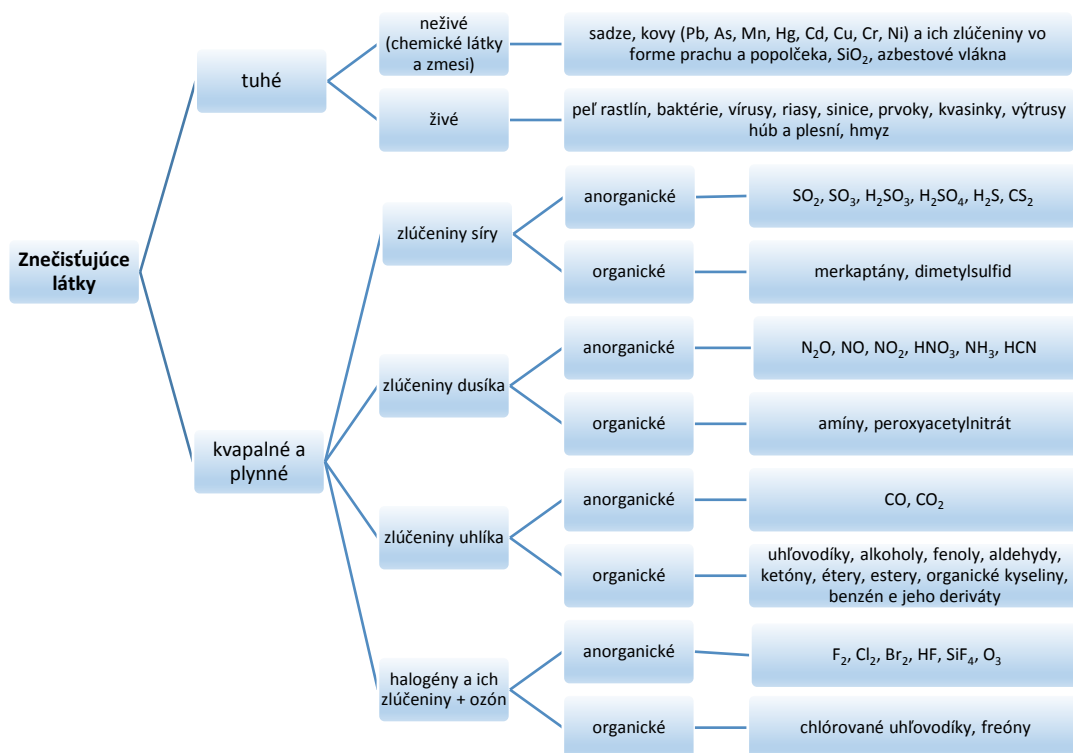 Znečisťujúce
látky
tuhé
neživé
(chemické látky
a zmesi)
sadze, kovy (Pb, As, Mn, Hg, Cd, Cu, Cr, Ni) a ich zlúčeniny vo
forme prachu a popolčeka, SiO₂, azbestové vlákna
živé
peľ rastlín, baktérie, vírusy, riasy, sinice, prvoky, kvasinky, výtrusy
húb a plesní, hmyz
kvapalné a
plynné
zlúčeniny síry
anorganické
SO₂, SO₃, H₂SO₃, H₂SO₄, H₂S, CS₂
organické
merkaptány, dimetylsulfid
zlúčeniny dusíka
anorganické
N₂O, NO, NO₂, HNO₃, NH₃, HCN
organické
amíny, peroxyacetylnitrát
zlúčeniny uhlíka
anorganické
CO, CO₂
organické
uhľovodíky, alkoholy, fenoly, aldehydy,
ketóny, étery, estery, organické kyseliny,
benzén e jeho deriváty
halogény a ich
zlúčeniny + ozón
anorganické
F₂, Cl₂, Br₂, HF, SiF₄, O₃
organické
chlórované uhľovodíky, freóny